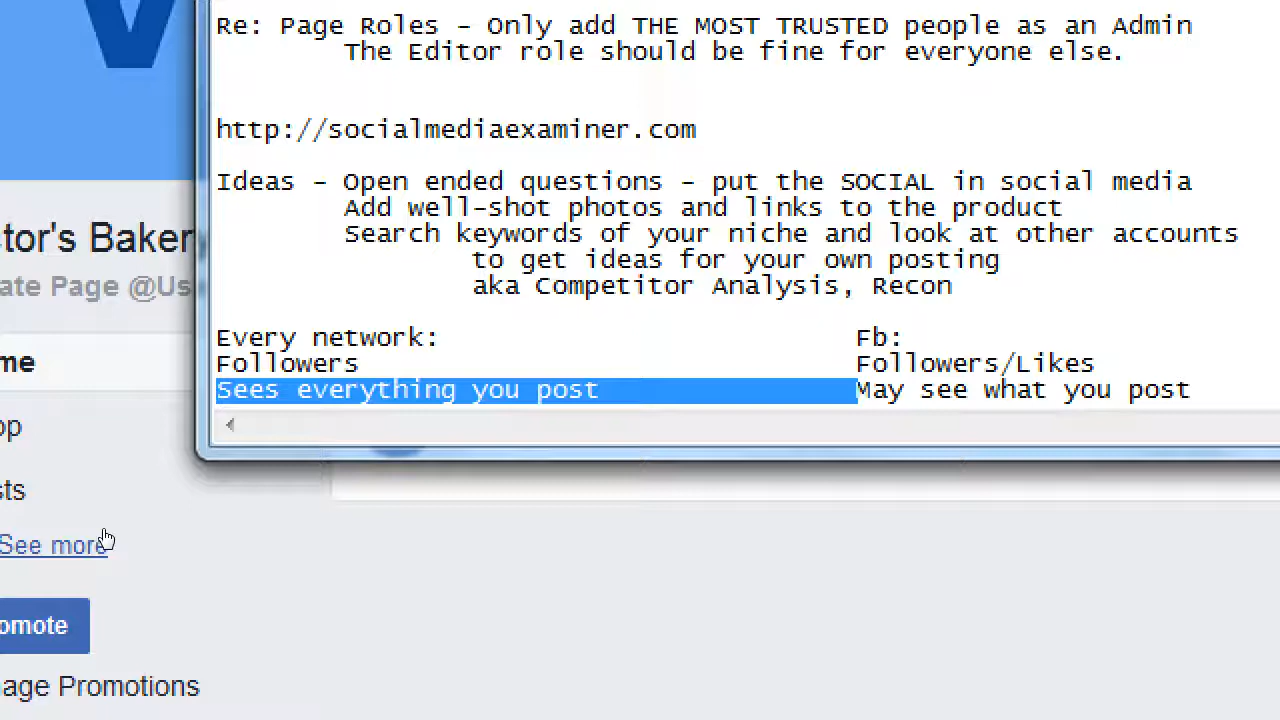 Re: Page Roles - Only add THE MOST TRUSTED people as an Admin
The Editor role should be fine for everyone else.
http://socialmediaexaminer.com
Ideas - Open ended questions - put the SOCIAL in social media
Add well-shot photos and links to the product
Search keywords of your niche and look at other accounts
to get ideas for your own posting
aka Competitor Analysis, Recon
Every network: Fb:
Followers Followers/Likes
Sees everything you post May see what you post
tor's Bakery
ate Page @Us
me
op
sts
See more
omote
nage Promotions